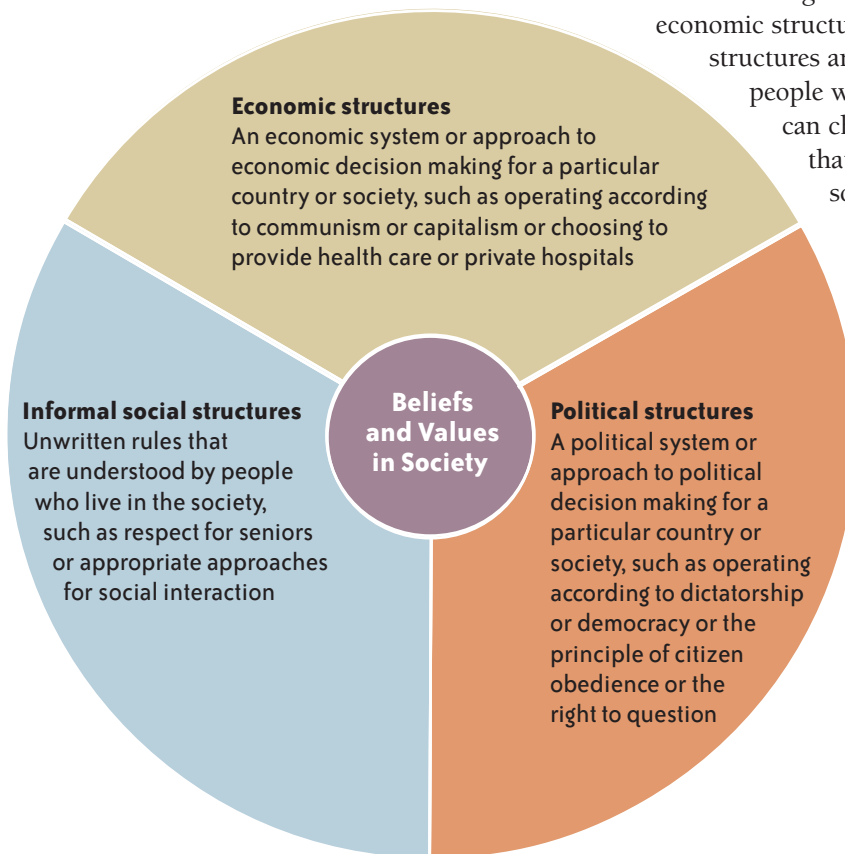 economic structu
structures ar
people w
can cl
that
so
Economic structures
An economic system or approach to
economic decision making for a particular
country or society, such as operating according
to communism or capitalism or choosing to
provide health care or private hospitals
Beliefs
and Values
in Society
Informal social structures
Unwritten rules that
are understood by people
who live in the society,
such as respect for seniors
or appropriate approaches
for social interaction
Political structures
A political system or
approach to political
decision making for a
particular country or
society, such as operating
according to dictatorship
or democracy or the
principle of citizen
obedience or the
right to question